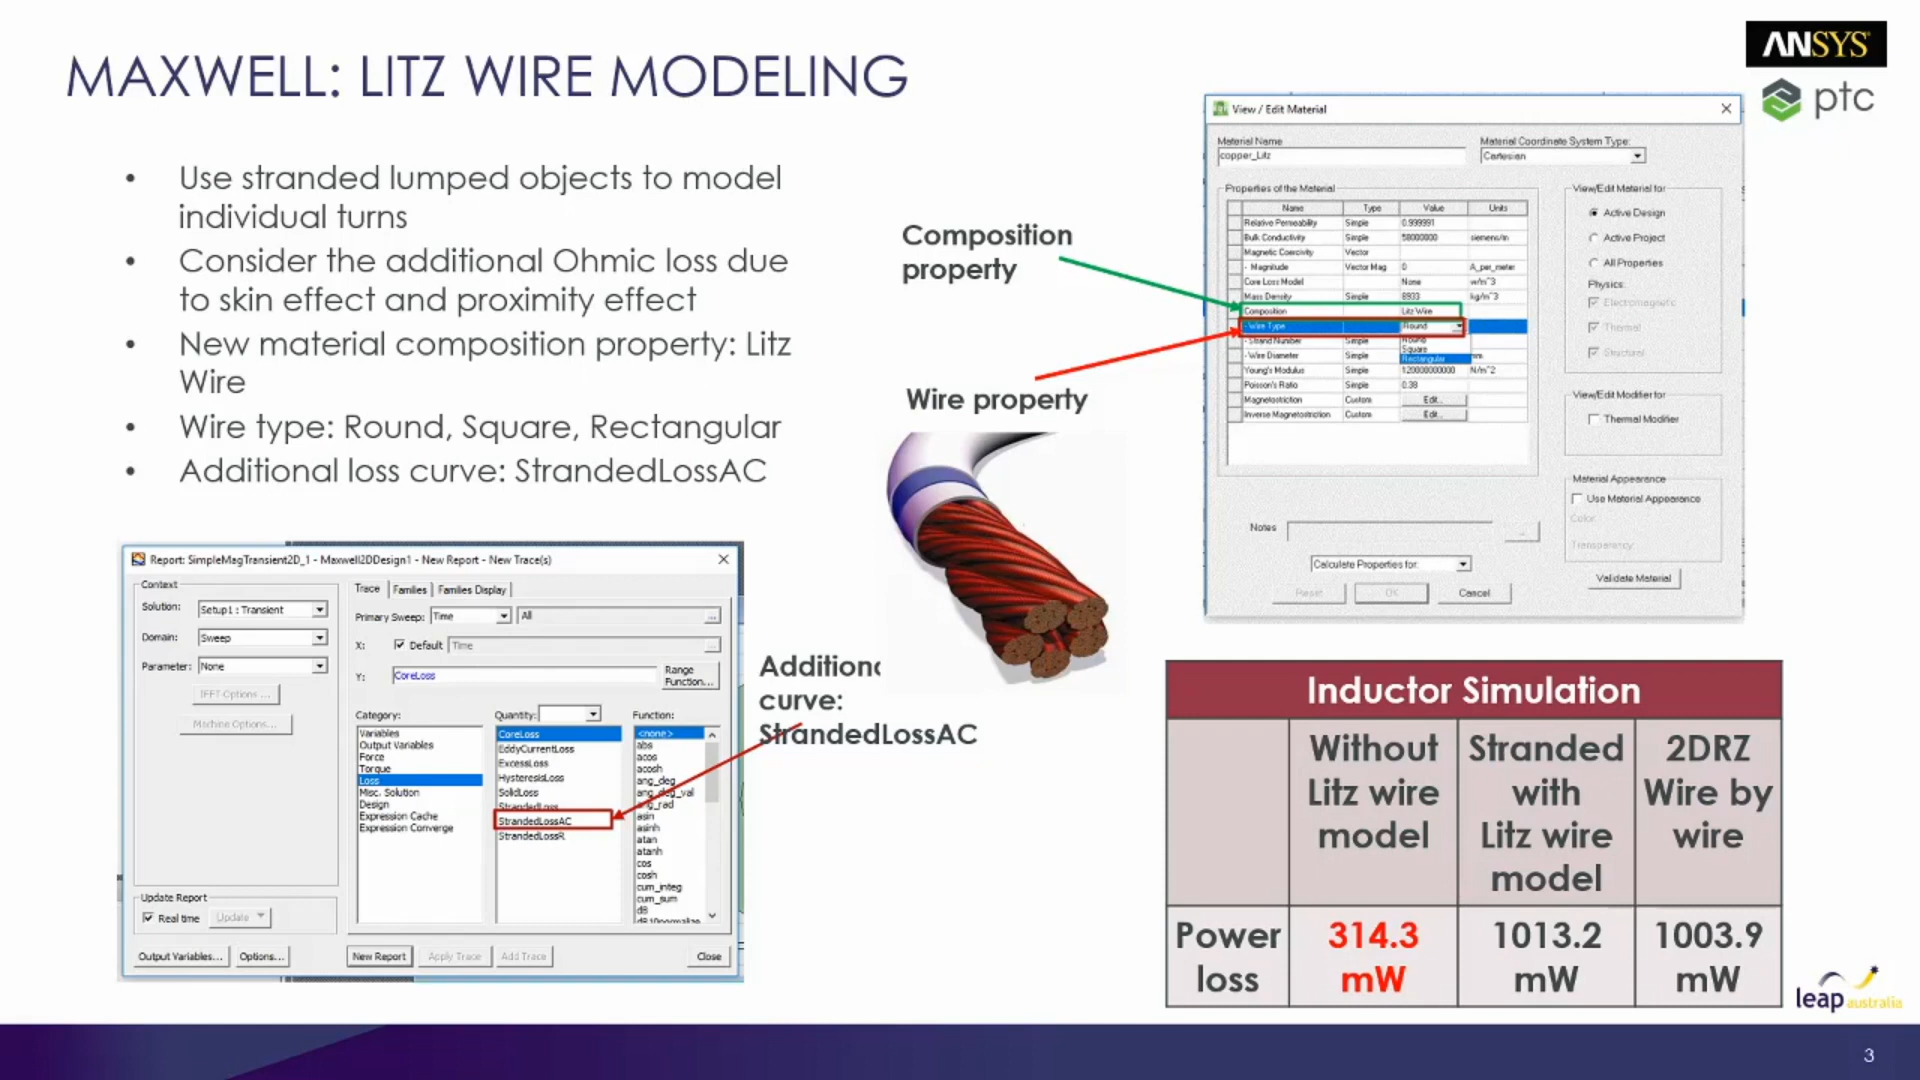 MAXWELL: LITZ WIRE MODELING
ANSYS
ptc
• Use stranded lumped objects to model
individual turns
• Consider the additional Ohmic loss due
to skin effect and proximity effect
• New material composition property: Litz
Wire
• Wire type: Round, Square, Rectangular
• Additional loss curve: StrandedLossAC
Composition
property
Wire property
View / Edit Material
Material Name
copper_Litz
Material Coordinate System Type:
Cartesian
Properties of the Material
Name Type Value Units
Relative Permeability Simple 0.999991
Bulk Conductivity Simple 58000000 siemens/m
Magnetic Coercivity Vector
- Magnitude Vector Mag 0 A_per_meter
Core Loss Model None w/m^3
Mass Density Simple 8933 kg/m^3
Composition Litz Wire
- Wire Type Round
- Strand Number Simple Round
Square
- Wire Diameter Simple Rectangular mm
Young's Modulus Simple 120000000000 N/m^2
Poisson's Ratio Simple 0.38
Magnetostriction Custom Edit...
Inverse Magnetostriction Custom Edit...
View/Edit Material for
Active Design
Active Project
All Properties
Physics:
Electromagnetic
Thermal
Structural
View/Edit Modifier for
Thermal Modifier
Material Appearance
Use Material Appearance
Color:
Transparency:
Notes ...
Calculate Properties for:
Validate Material
Reset OK Cancel
Report: SimpleMagTransient2D_1 - Maxwell2DDesign1 - New Report - New Trace(s)
Context
Solution: Setup1 : Transient
Domain: Sweep
Parameter: None
IFFT Options ...
Machine Options...
Update Report
Real time Update
Output Variables... Options...
Trace Families Families Display
Primary Sweep: Time All ...
X: Default Time ...
Y: CoreLoss
Range
Function...
Category:
Variables
Output Variables
Force
Torque
Loss
Misc. Solution
Design
Expression Cache
Expression Converge
Quantity:
CoreLoss
EddyCurrentLoss
ExcessLoss
HysteresisLoss
SolidLoss
StrandedLoss
StrandedLossAC
StrandedLossR
Function:
<none>
abs
acos
acosh
ang_deg
ang_deg_val
ang_rad
asin
asinh
atan
atanh
cos
cosh
cum_integ
cum_sum
dB
dB10normalize
New Report Apply Trace Add Trace Close
Additiona
curve:
StrandedLossAC
Inductor Simulation
Without
Litz wire
model
Stranded
with
Litz wire
model
2DRZ
Wire by
wire
Power
loss
314.3
mW
1013.2
mW
1003.9
mW
leap australia
3